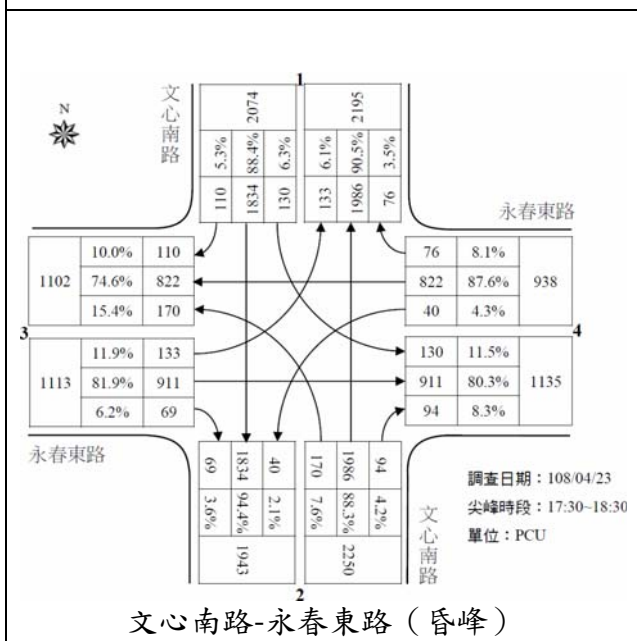 1
文心南路
N
2074
2195
5.3% 88.4% 6.3%
6.1% 90.5% 3.5%
110 1834 130
133 1986 76
永春東路
1102
10.0% 110
74.6% 822
15.4% 170
76 8.1%
822 87.6%
40 4.3%
938
3
4
1113
11.9% 133
81.9% 911
6.2% 69
130 11.5%
911 80.3%
94 8.3%
1135
永春東路
69 1834 40
170 1986 94
3.6% 94.4% 2.1%
7.6% 88.3% 4.2%
1943
2250
2
文心南路
調查日期：108/04/23
尖峰時段：17:30~18:30
單位：PCU
文心南路-永春東路（昏峰）